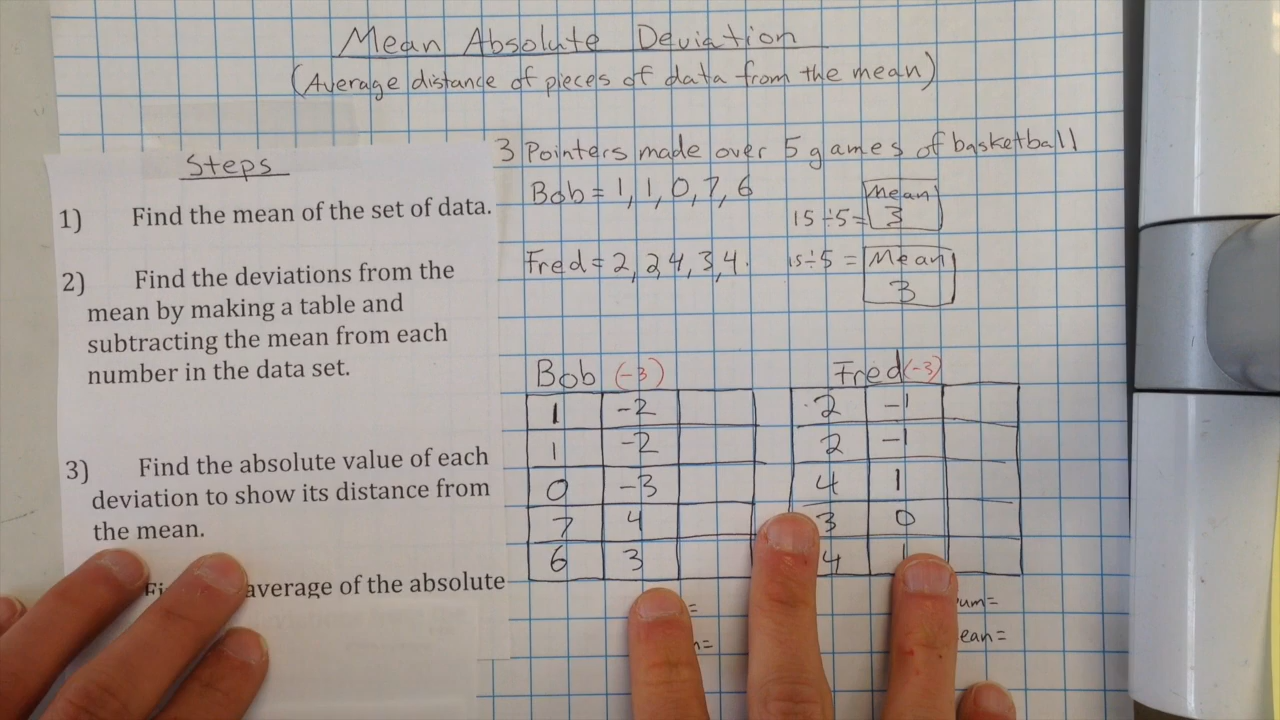 Mean Absolute Deviation
(Average distance of pieces of data from the mean)
Steps
1) Find the mean of the set of data.
2) Find the deviations from the
mean by making a table and
subtracting the mean from each
number in the data set.
3) Find the absolute value of each
deviation to show its distance from
the mean.
average of the absolute
3 Pointers made over 5 games of basketball
Bob = 1, 1, 0, 7, 6
15 ÷ 5 = Mean
3
Fred = 2, 2, 4, 3, 4
15 ÷ 5 = Mean
3
Bob (-3)
1 -2
1 -2
0 -3
7 4
6 3
=
=
Fred (-3)
2 -1
2 -1
4 1
3 0
4 1
um=
ean=